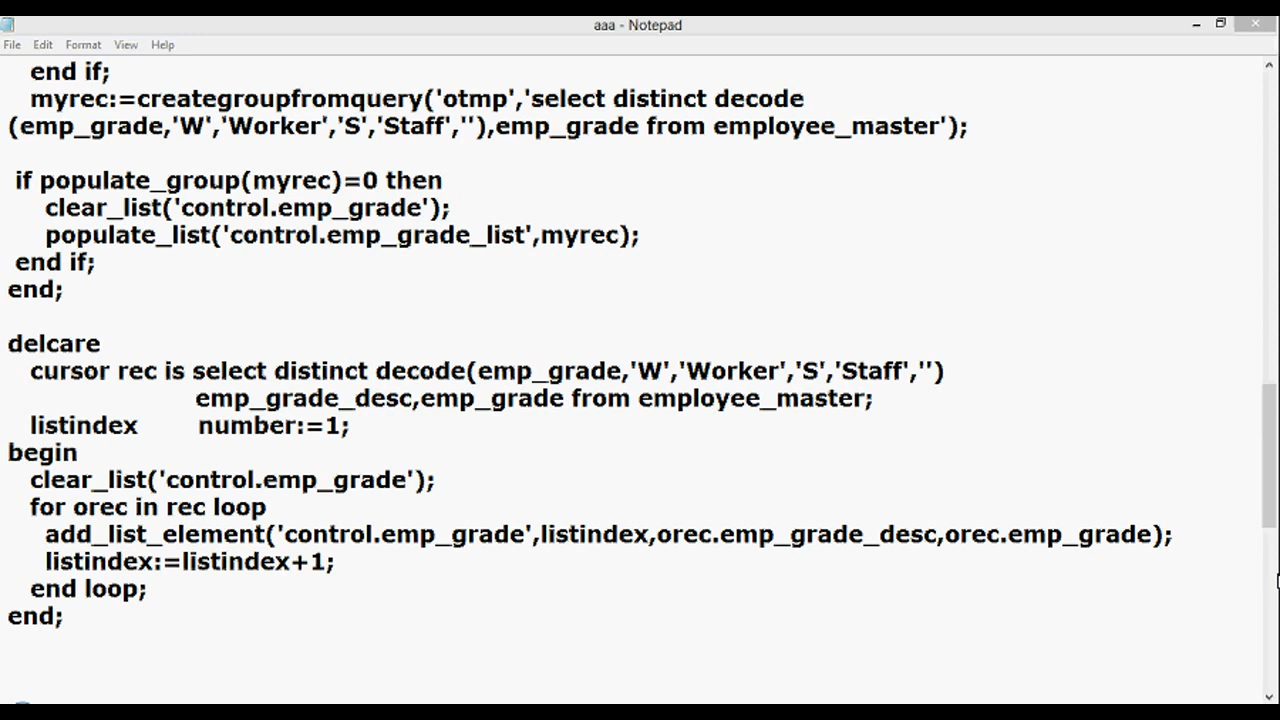 aaa - Notepad
File Edit Format View Help
end if;
myrec:=creategroupfromquery('otmp','select distinct decode
(emp_grade,'W','Worker','S','Staff',''),emp_grade from employee_master');
if populate_group(myrec)=0 then
clear_list('control.emp_grade');
populate_list('control.emp_grade_list',myrec);
end if;
end;
delcare
cursor rec is select distinct decode(emp_grade,'W','Worker','S','Staff','')
emp_grade_desc,emp_grade from employee_master;
listindex number:=1;
begin
clear_list('control.emp_grade');
for orec in rec loop
add_list_element('control.emp_grade',listindex,orec.emp_grade_desc,orec.emp_grade);
listindex:=listindex+1;
end loop;
end;